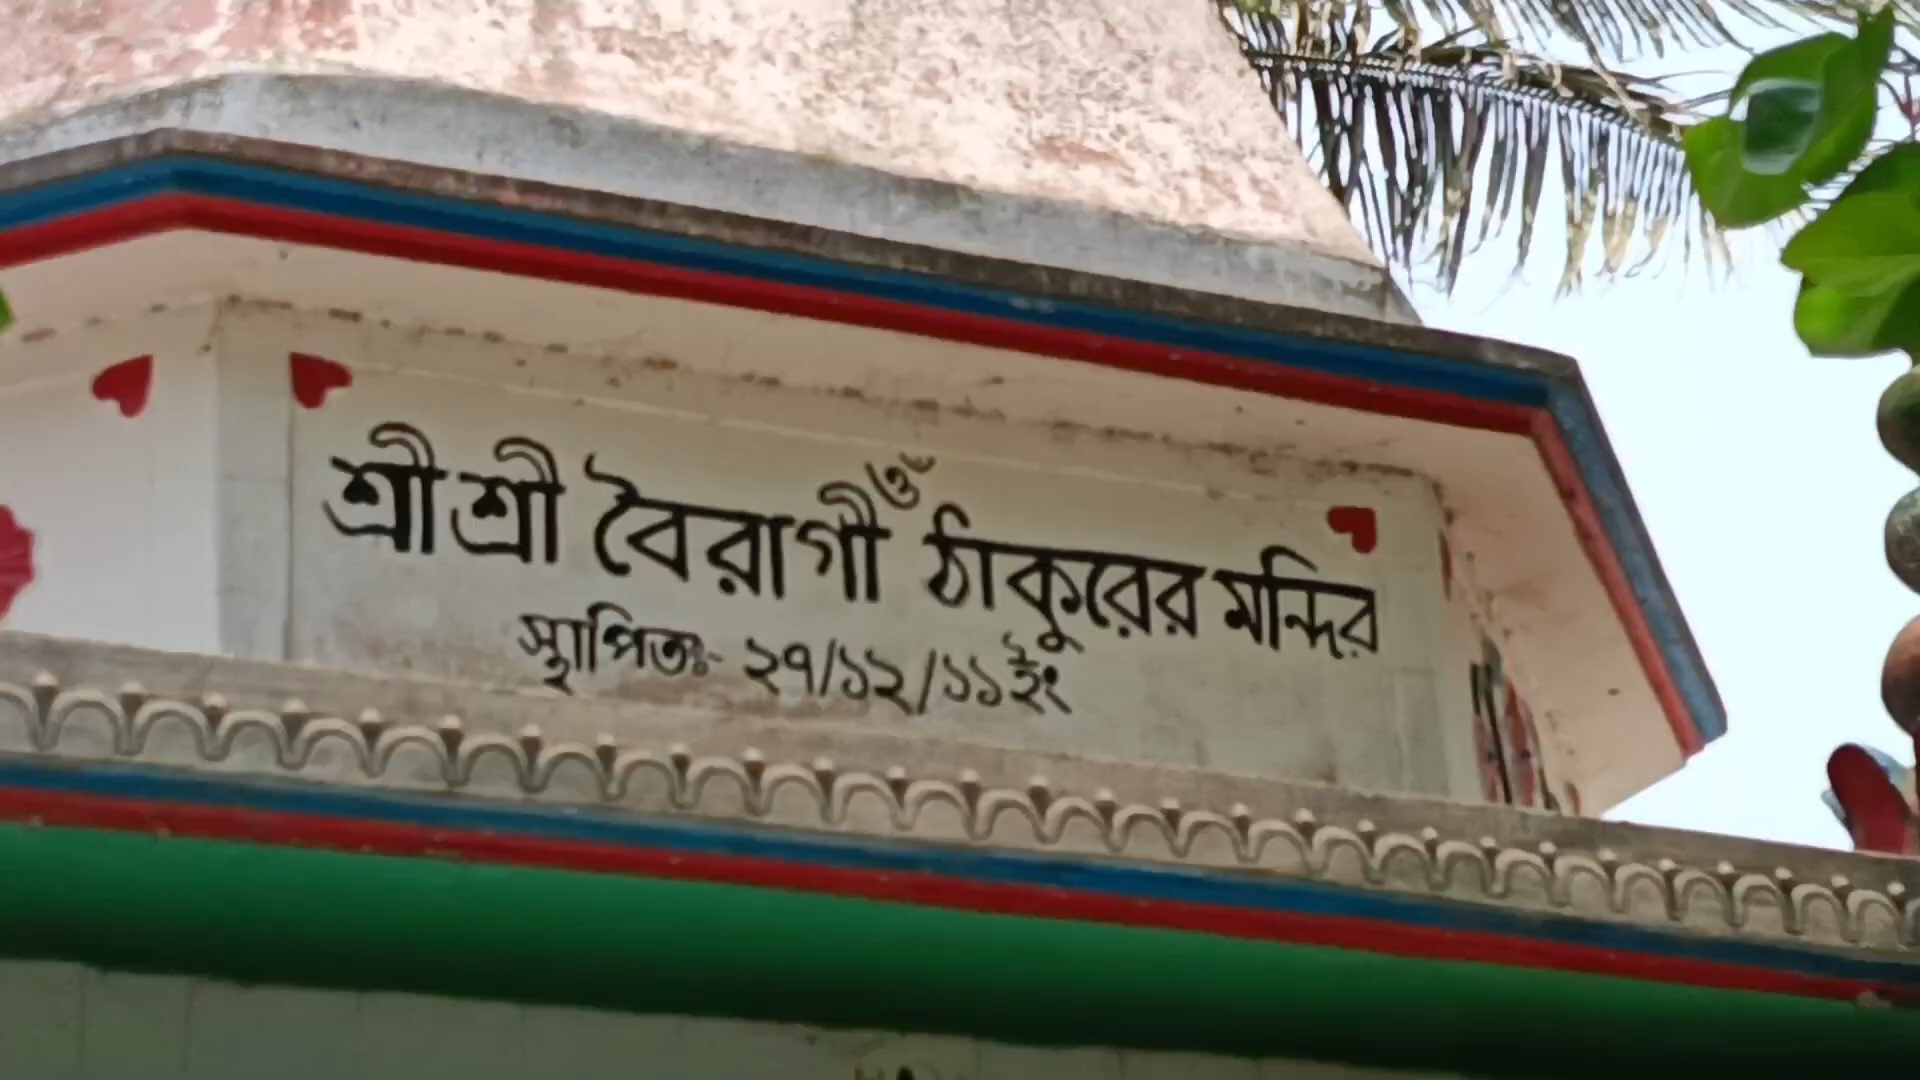 ওঁ
শ্রী শ্রী বৈরাগী ঠাকুরের মন্দির
স্থাপিতঃ- ২৭/১২/১১ইং